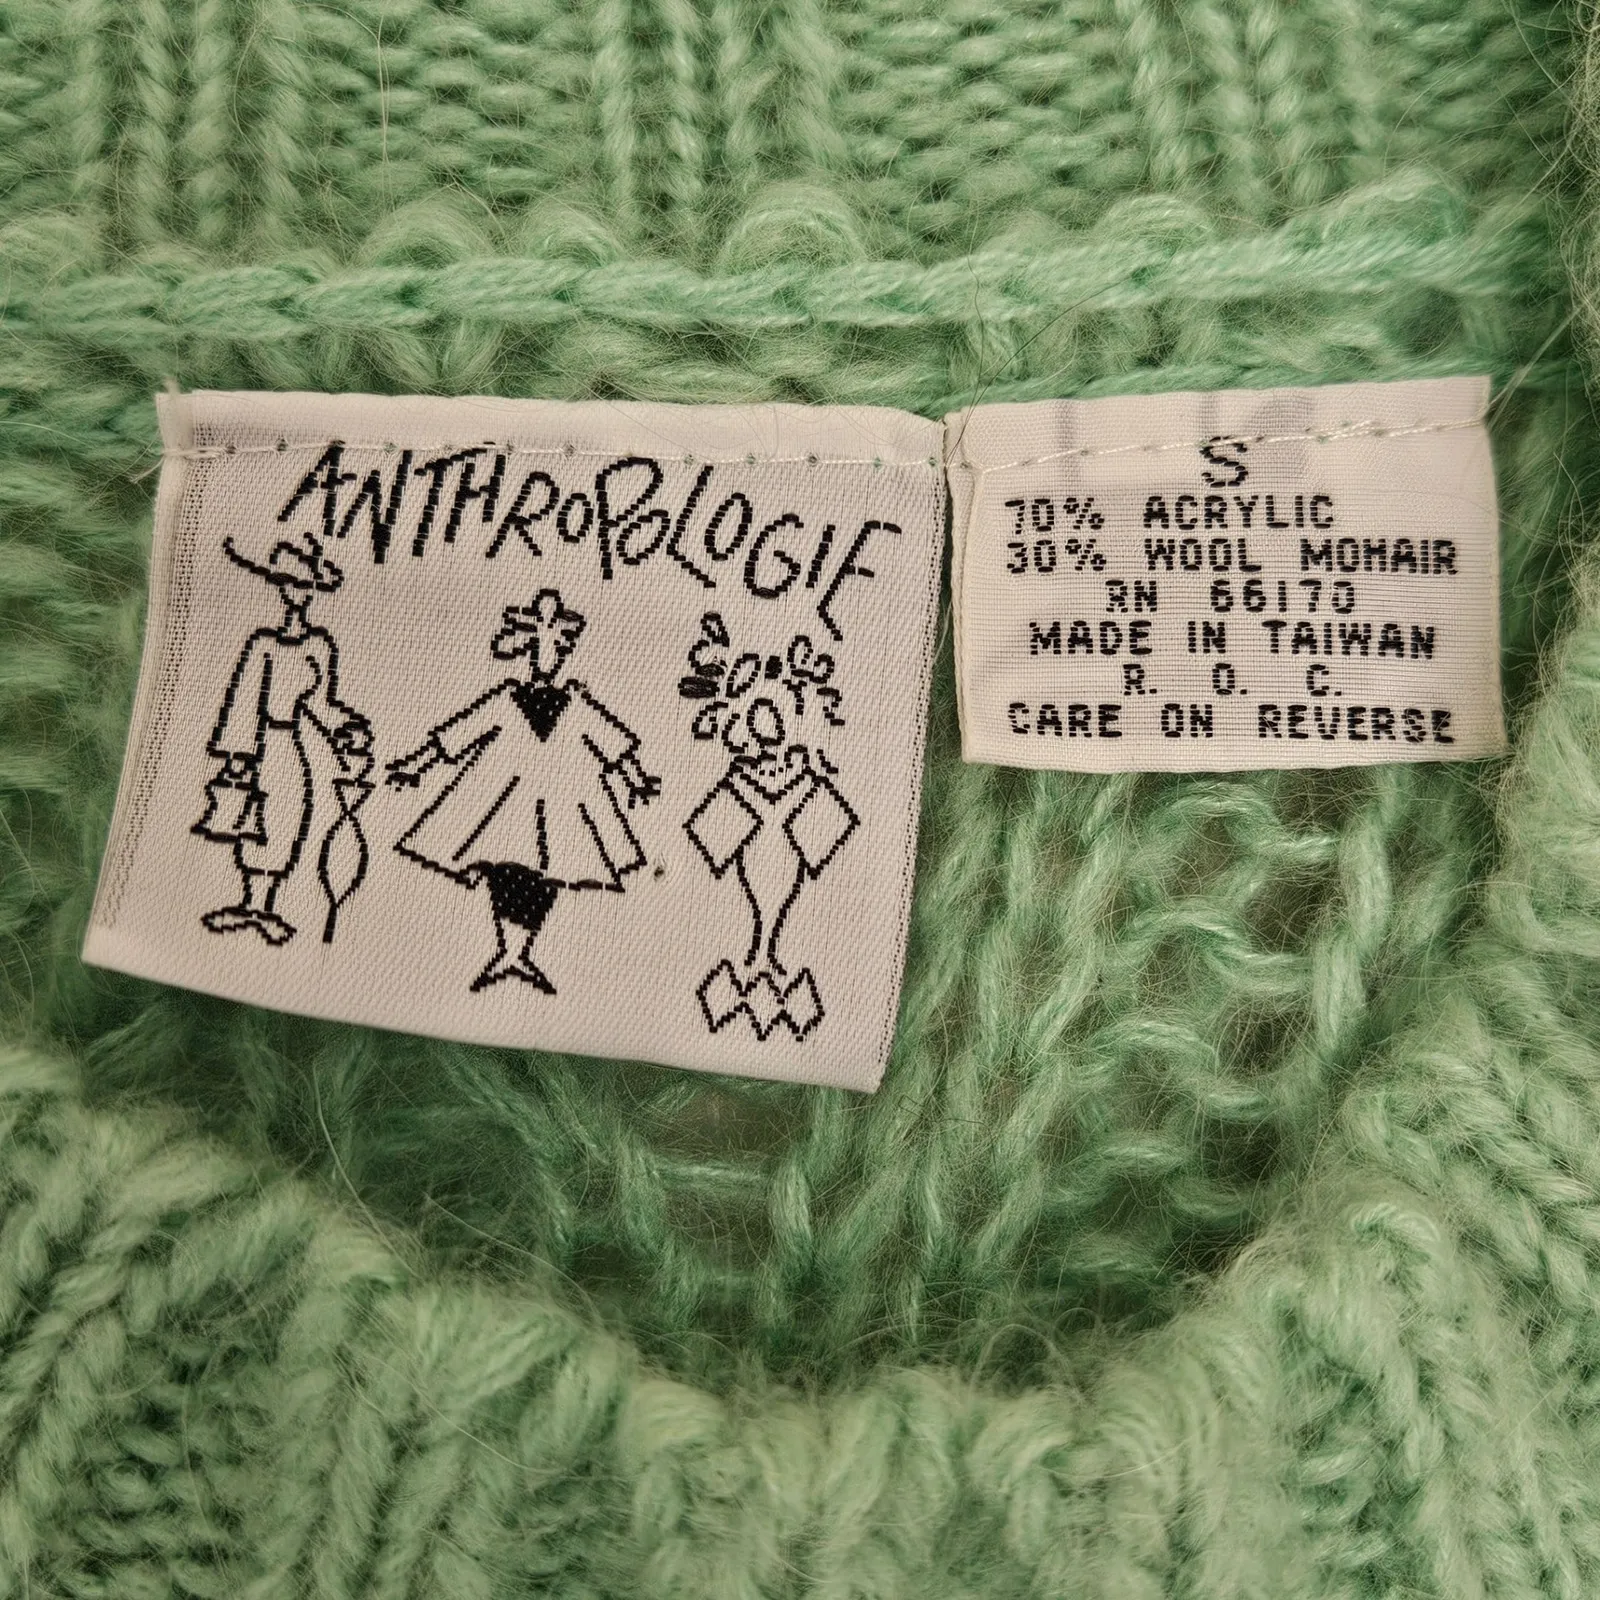 ANTHROPOLOGIE
S
70% ACRYLIC
30% WOOL MOHAIR
RN 66170
MADE IN TAIWAN
R. O. C.
CARE ON REVERSE